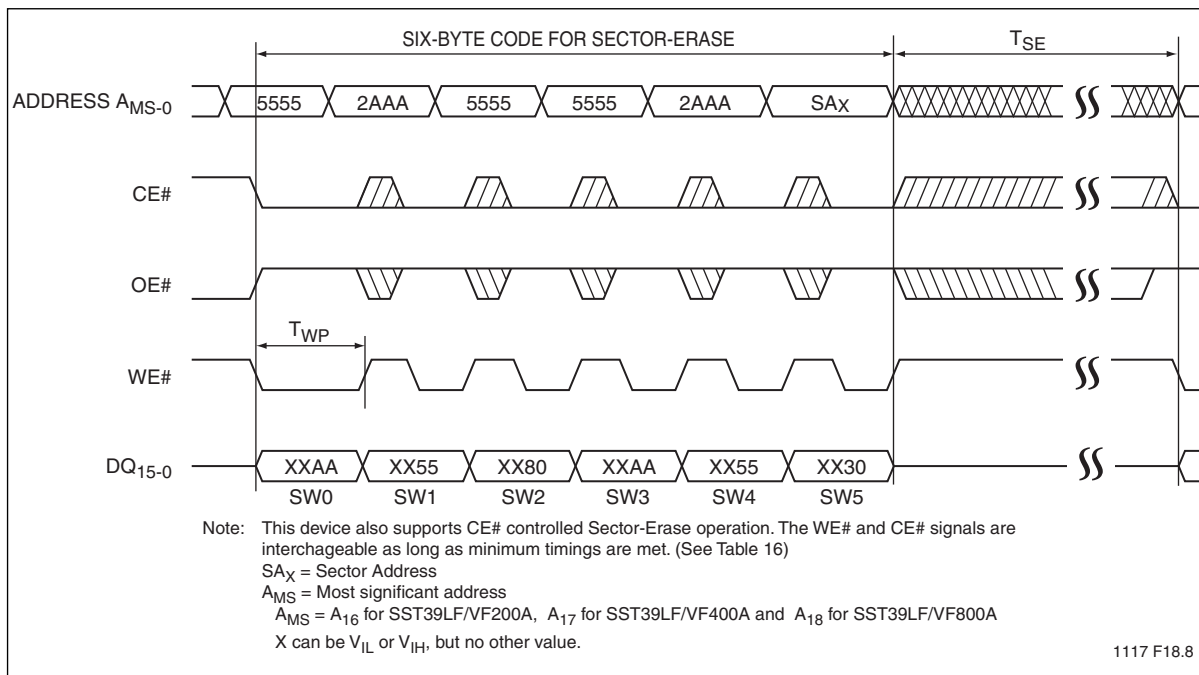 SIX-BYTE CODE FOR SECTOR-ERASE
TSE
ADDRESS AMS-0
5555 2AAA 5555 5555 2AAA SAX
CE#
OE#
TWP
WE#
DQ15-0
XXAA XX55 XX80 XXAA XX55 XX30
SW0 SW1 SW2 SW3 SW4 SW5
Note: This device also supports CE# controlled Sector-Erase operation. The WE# and CE# signals are
interchageable as long as minimum timings are met. (See Table 16)
SAX = Sector Address
AMS = Most significant address
AMS = A16 for SST39LF/VF200A, A17 for SST39LF/VF400A and A18 for SST39LF/VF800A
X can be VIL or VIH, but no other value.
1117 F18.8